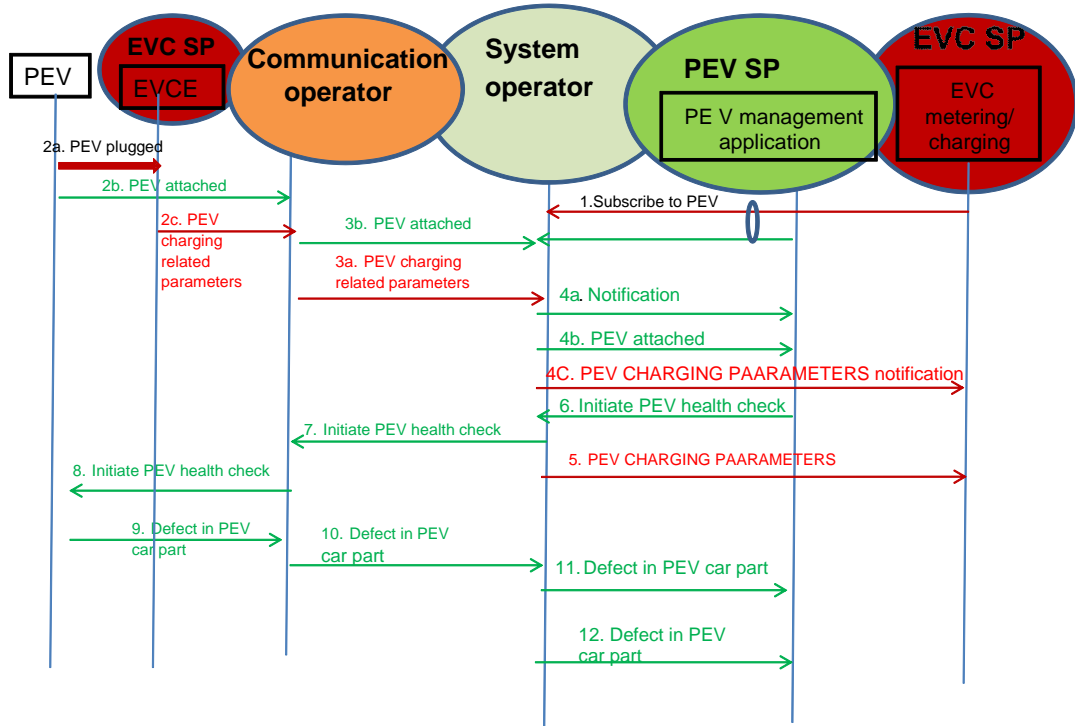 EVC SP
EVCE
PEV
Communication
operator
System
operator
PEV SP
PE V management
application
EVC SP
EVC
metering/
charging
2a. PEV plugged
2b. PEV attached
1.Subscribe to PEV
2c. PEV
charging
related
parameters
3b. PEV attached
3a. PEV charging
related parameters
4a. Notification
4b. PEV attached
4C. PEV CHARGING PAARAMETERS notification
6. Initiate PEV health check
7. Initiate PEV health check
5. PEV CHARGING PAARAMETERS
8. Initiate PEV health check
9. Defect in PEV
car part
10. Defect in PEV
car part
11. Defect in PEV car part
12. Defect in PEV
car part